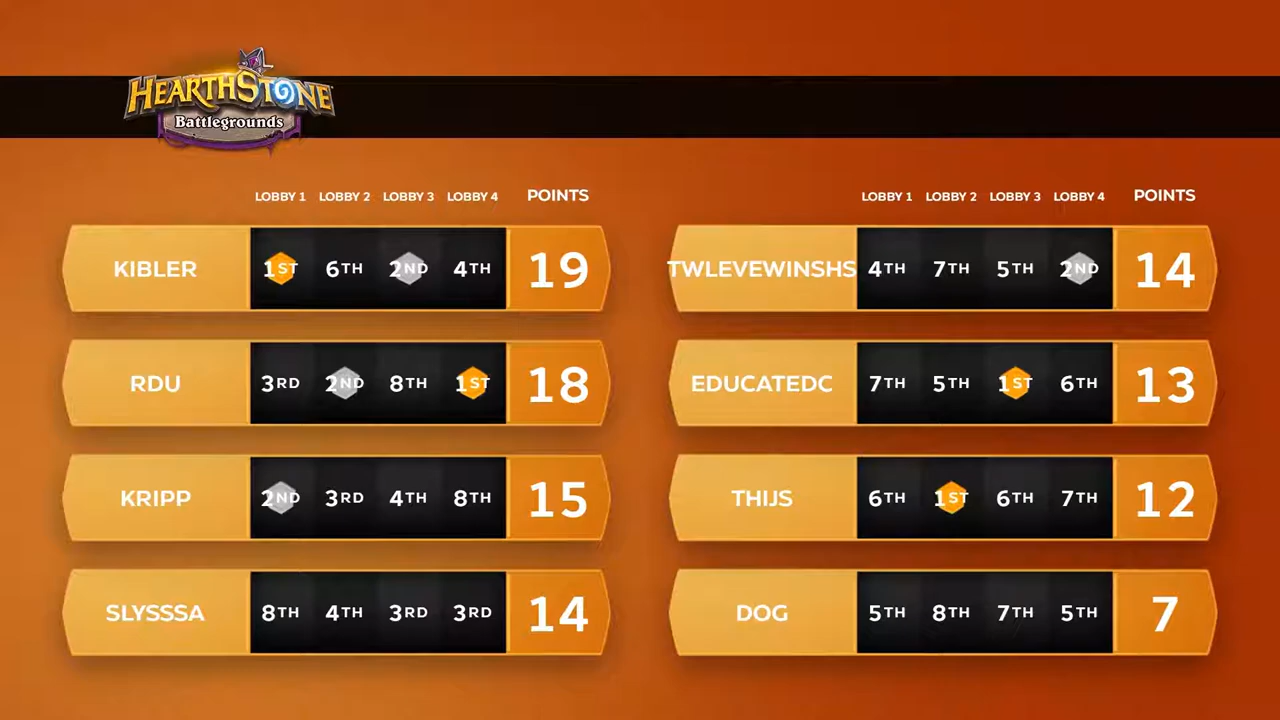 HEARTHSTONE
Battlegrounds
LOBBY 1 LOBBY 2 LOBBY 3 LOBBY 4 POINTS
KIBLER 1ST 6TH 2ND 4TH 19
RDU 3RD 2ND 8TH 1ST 18
KRIPP 2ND 3RD 4TH 8TH 15
SLYSSSA 8TH 4TH 3RD 3RD 14
LOBBY 1 LOBBY 2 LOBBY 3 LOBBY 4 POINTS
TWLEVEWINSHS 4TH 7TH 5TH 2ND 14
EDUCATEDC 7TH 5TH 1ST 6TH 13
THIJS 6TH 1ST 6TH 7TH 12
DOG 5TH 8TH 7TH 5TH 7